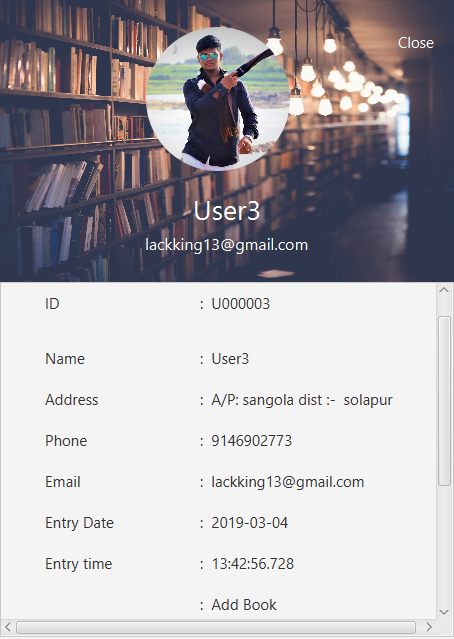 Close
User3
lackking13@gmail.com
ID : U000003
Name : User3
Address : A/P: sangola dist :-  solapur
Phone : 9146902773
Email : lackking13@gmail.com
Entry Date : 2019-03-04
Entry time : 13:42:56.728
: Add Book